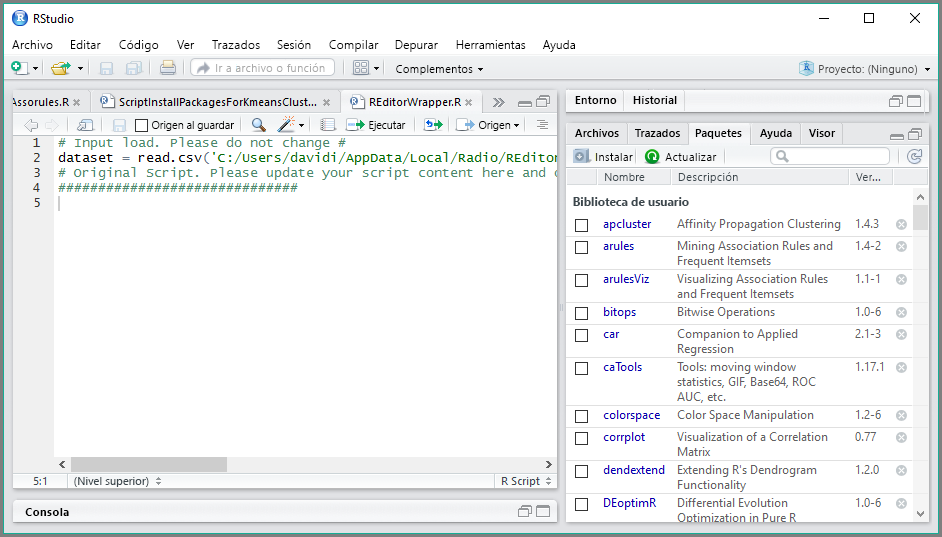 RStudio
Archivo Editar Código Ver Trazados Sesión Compilar Depurar Herramientas Ayuda
Ir a archivo o función Complementos Proyecto: (Ninguno)
Assorules.R ScriptInstallPackagesForKmeansClust... REditorWrapper.R
Origen al guardar Ejecutar Origen
1 # Input load. Please do not change #
2 dataset = read.csv('C:/Users/davidi/AppData/Local/Radio/REditor
3 # Original Script. Please update your script content here and
4 ##############################
5
5:1 (Nivel superior) R Script
Consola
Entorno Historial
Archivos Trazados Paquetes Ayuda Visor
Instalar Actualizar
Nombre Descripción Ver...
Biblioteca de usuario
apcluster Affinity Propagation Clustering 1.4.3
arules Mining Association Rules and 1.4-2
Frequent Itemsets
arulesViz Visualizing Association Rules 1.1-1
and Frequent Itemsets
bitops Bitwise Operations 1.0-6
car Companion to Applied 2.1-3
Regression
caTools Tools: moving window 1.17.1
statistics, GIF, Base64, ROC
AUC, etc.
colorspace Color Space Manipulation 1.2-6
corrplot Visualization of a Correlation 0.77
Matrix
dendextend Extending R's Dendrogram 1.2.0
Functionality
DEoptimR Differential Evolution 1.0-6
Optimization in Pure R